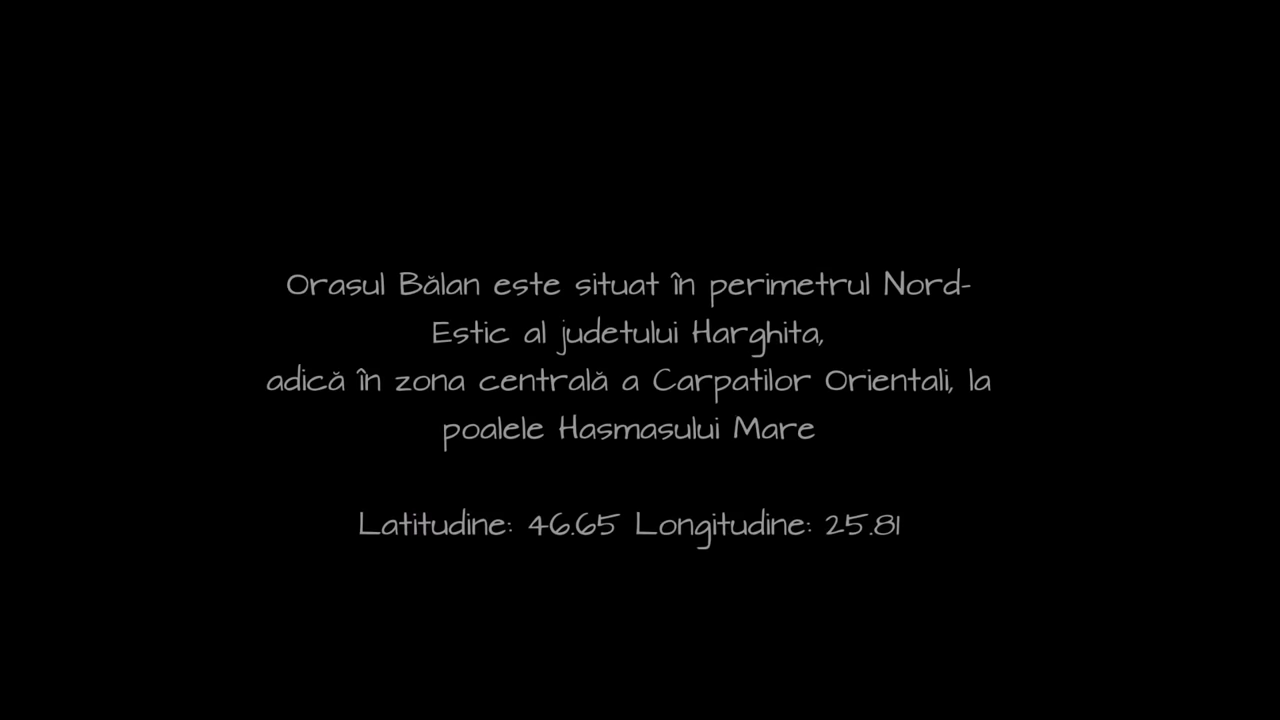 Orasul Bălan este situat în perimetrul Nord-
Estic al judetului Harghita,
adică în zona centrală a Carpatilor Orientali, la
poalele Hasmasului Mare
Latitudine: 46.65 Longitudine: 25.81